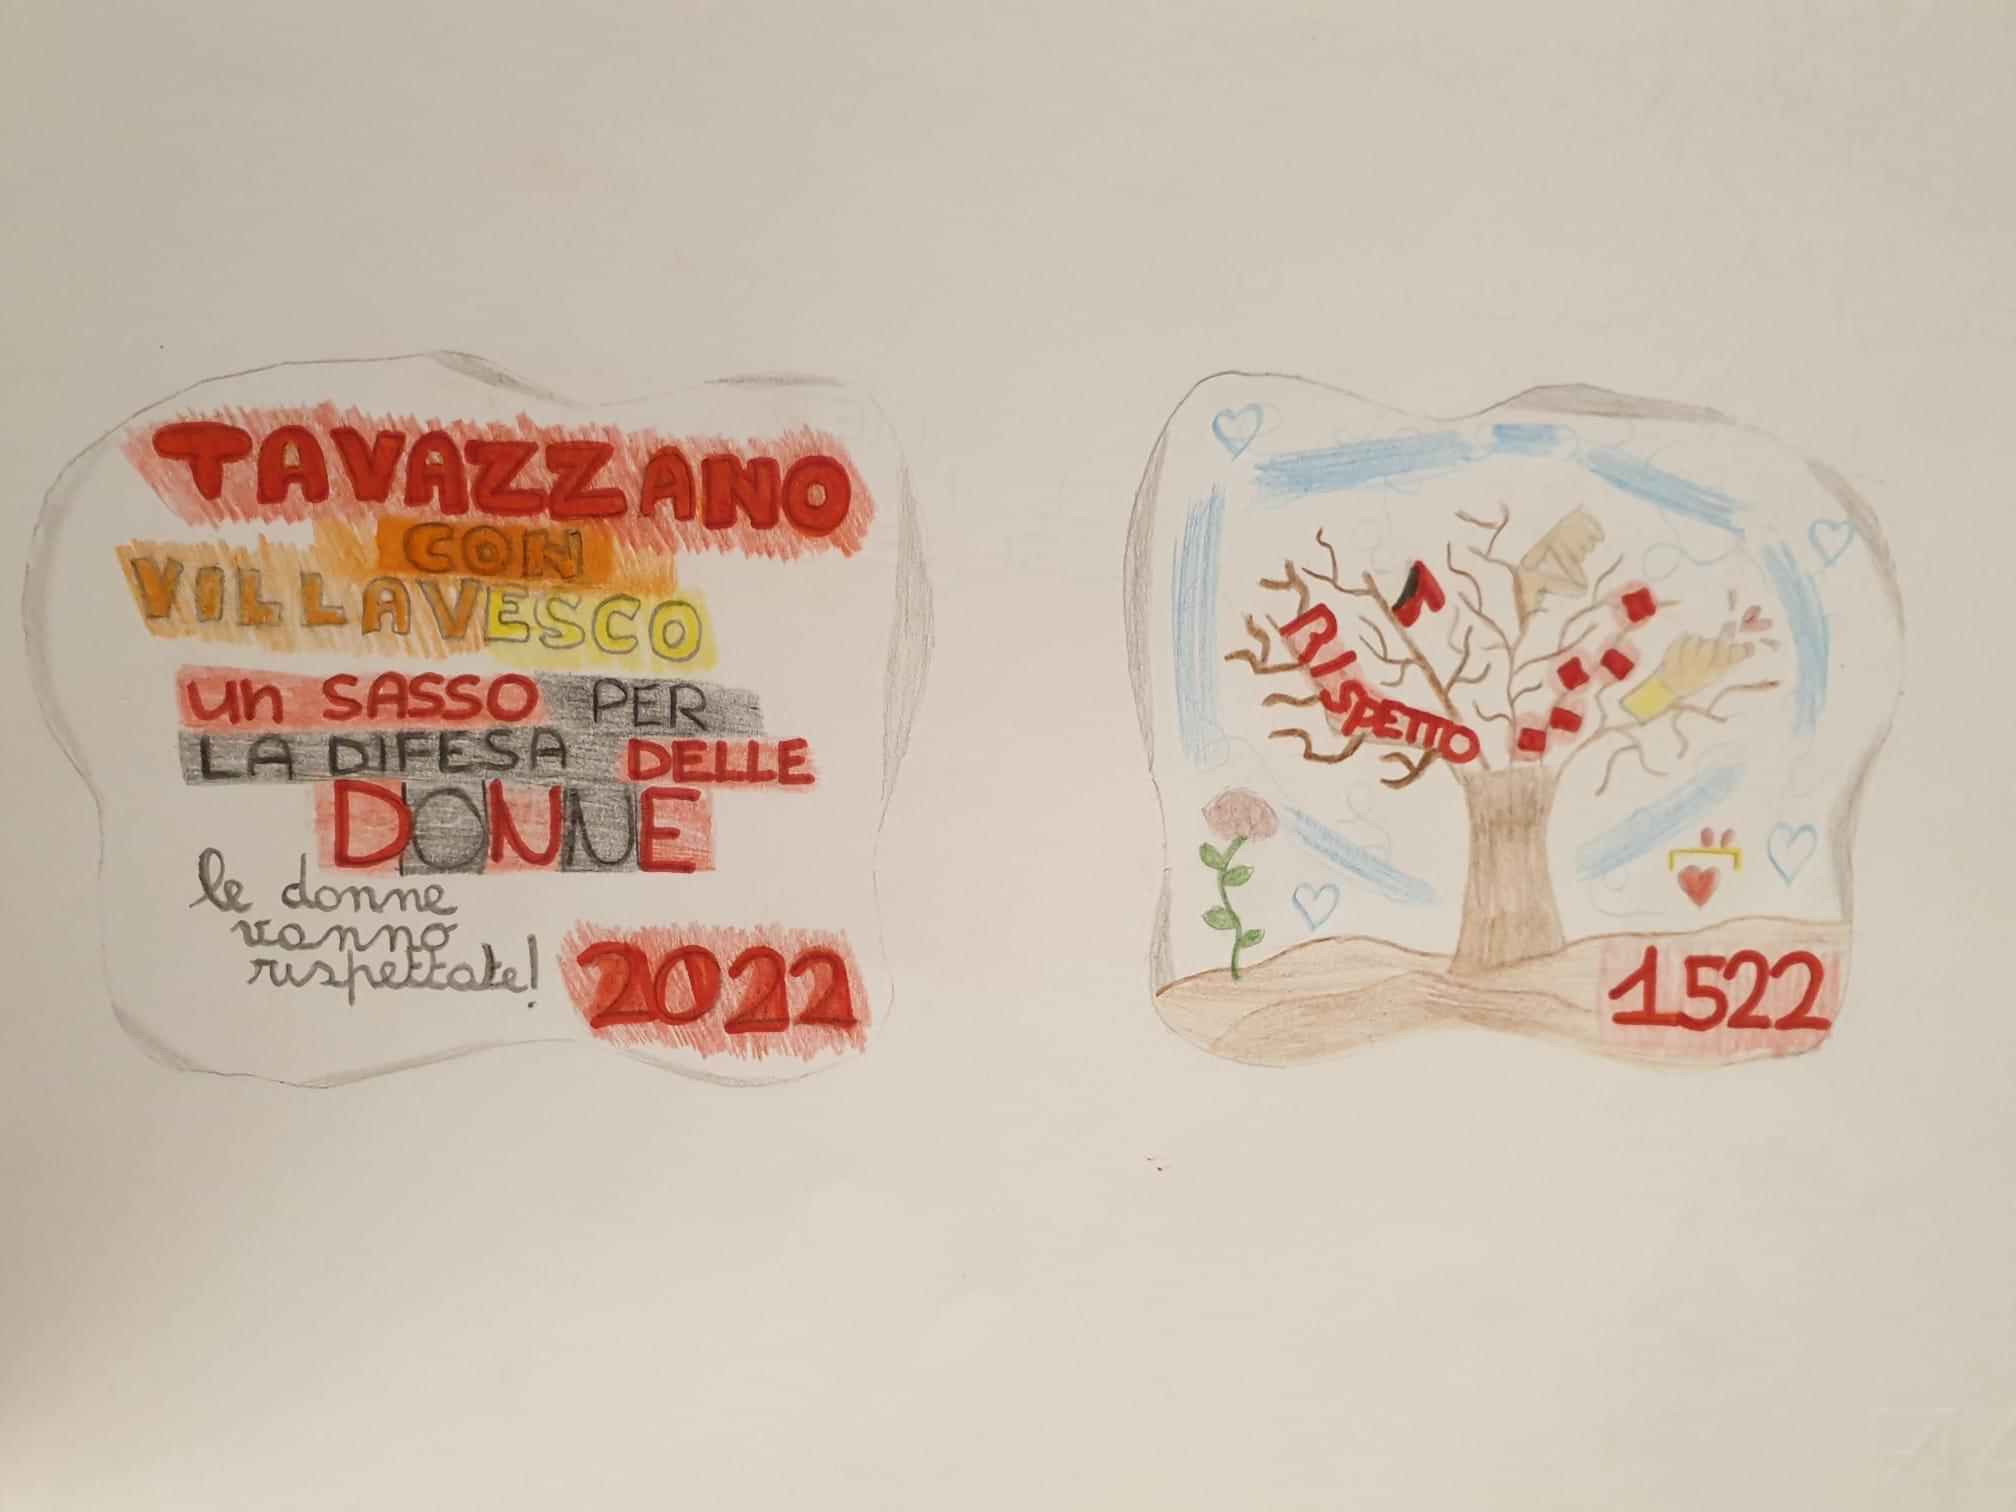 TAVAZZANO
CON
VILLAVESCO
un SASSO PER
LA DIFESA DELLE
DONNE
le donne
vanno
rispettate!
2022
RISPETTO
1522